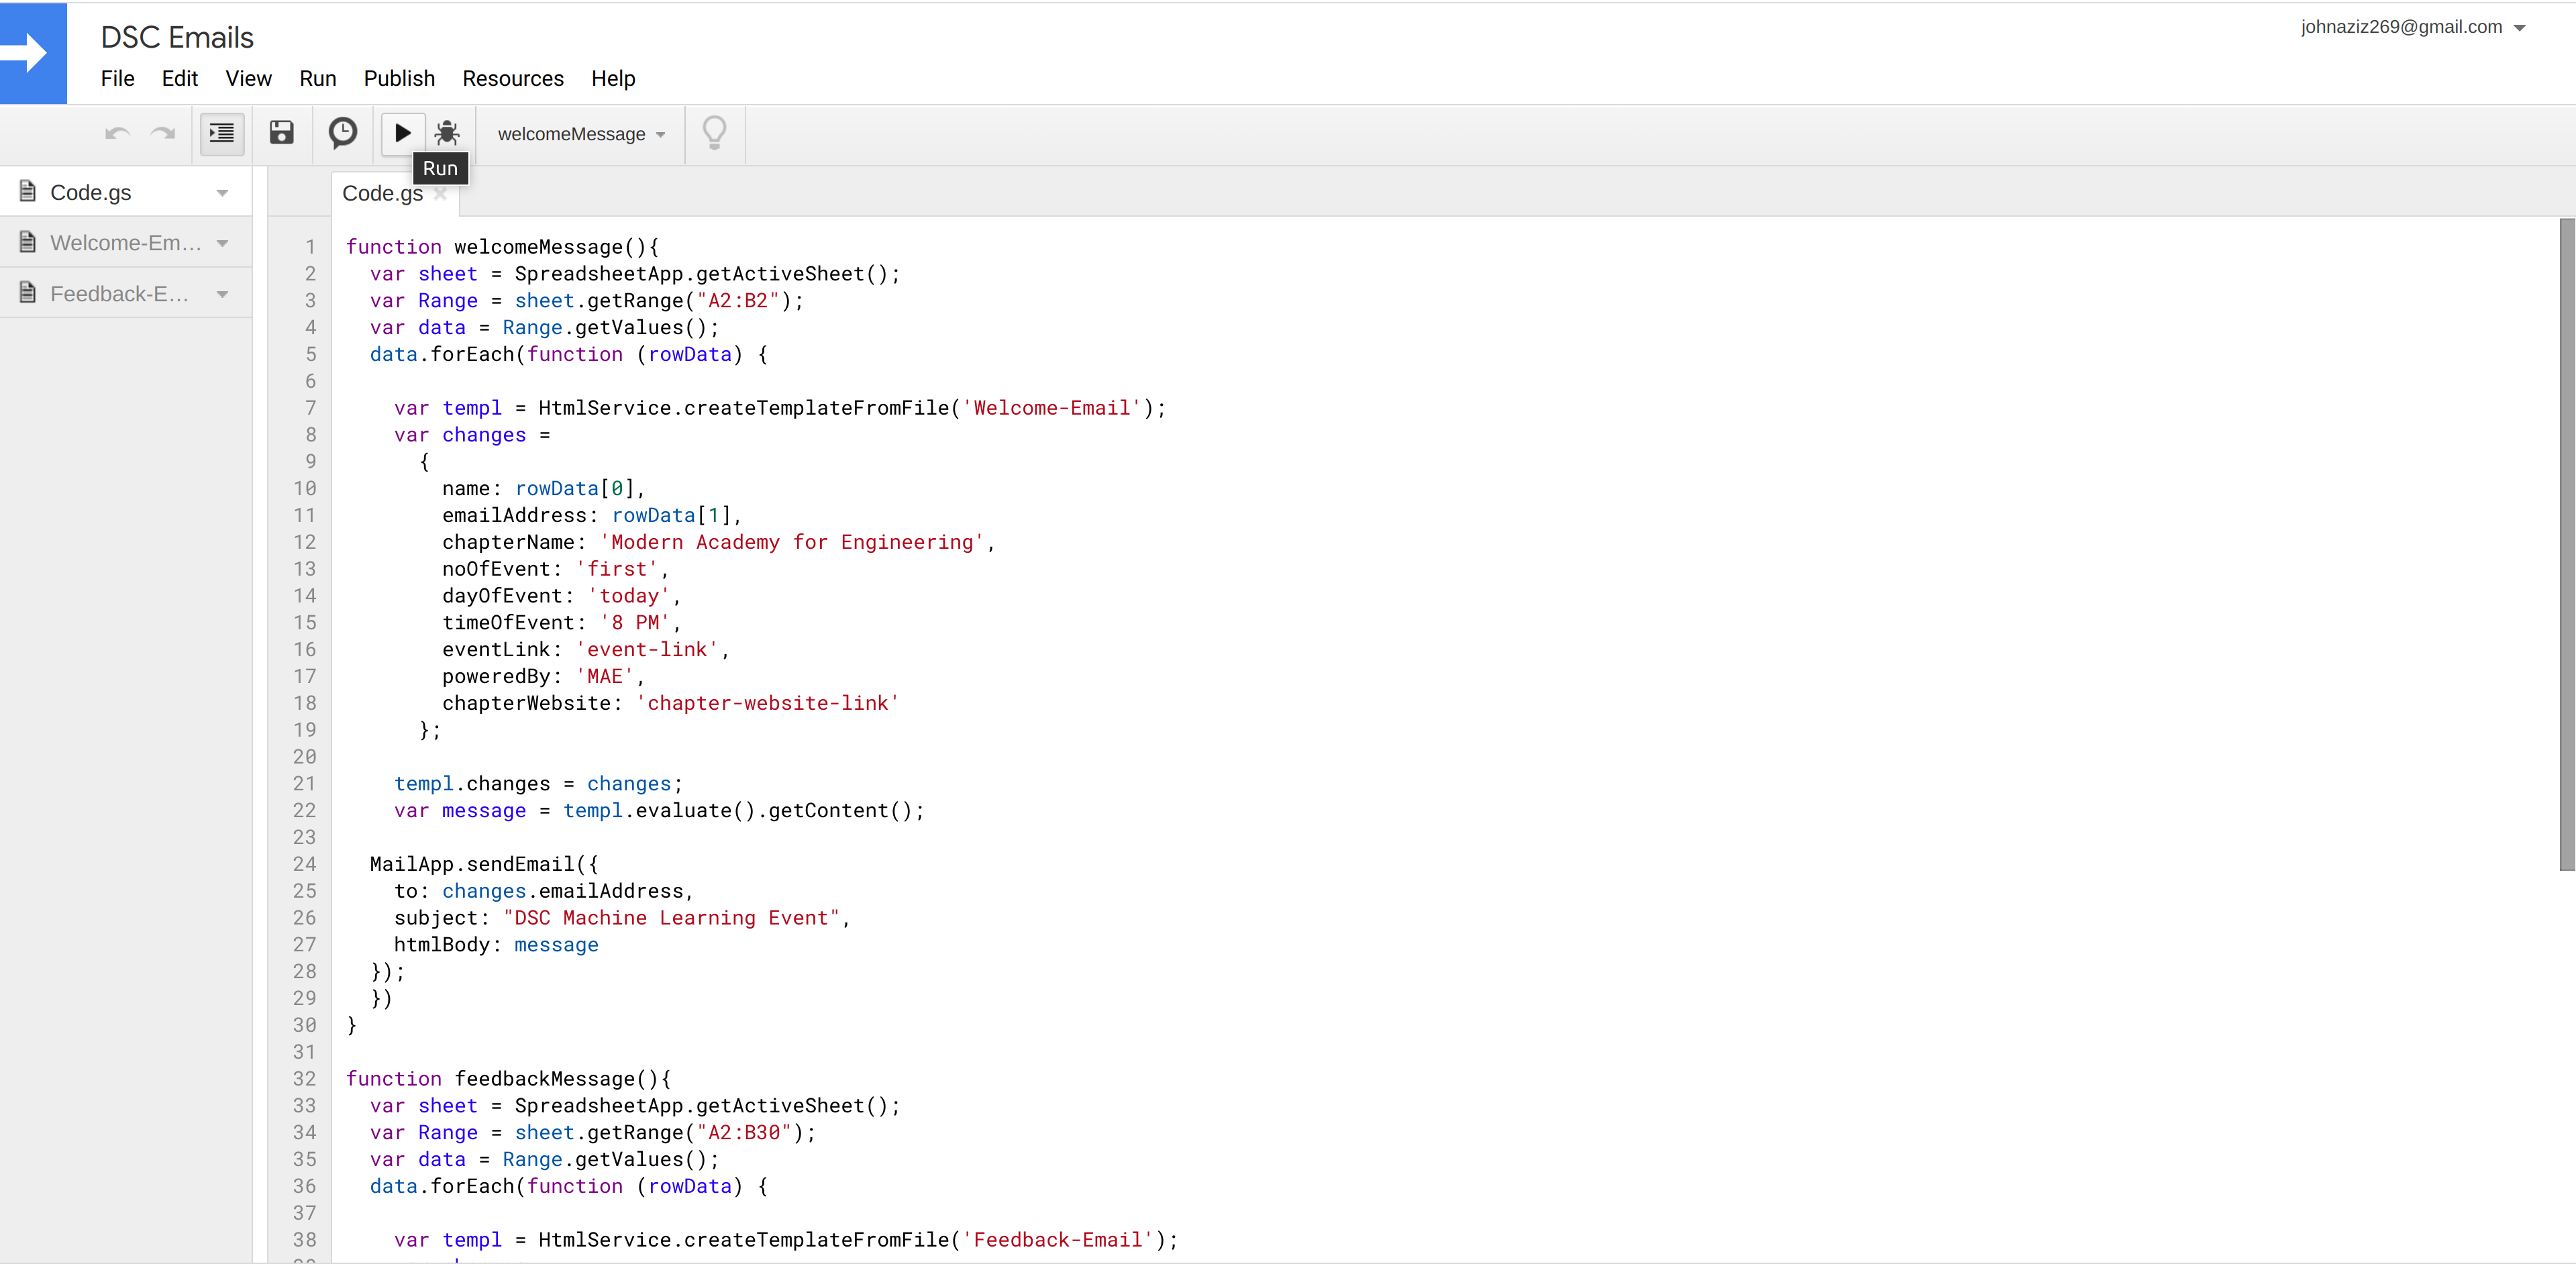 DSC Emails
johnaziz269@gmail.com
File Edit View Run Publish Resources Help
welcomeMessage
Run
Code.gs
Welcome-Em...
Feedback-E...
Code.gs
1 function welcomeMessage(){
2 var sheet = SpreadsheetApp.getActiveSheet();
3 var Range = sheet.getRange("A2:B2");
4 var data = Range.getValues();
5 data.forEach(function (rowData) {
6
7 var templ = HtmlService.createTemplateFromFile('Welcome-Email');
8 var changes =
9 {
10 name: rowData[0],
11 emailAddress: rowData[1],
12 chapterName: 'Modern Academy for Engineering',
13 noOfEvent: 'first',
14 dayOfEvent: 'today',
15 timeOfEvent: '8 PM',
16 eventLink: 'event-link',
17 poweredBy: 'MAE',
18 chapterWebsite: 'chapter-website-link'
19 };
20
21 templ.changes = changes;
22 var message = templ.evaluate().getContent();
23
24 MailApp.sendEmail({
25 to: changes.emailAddress,
26 subject: "DSC Machine Learning Event",
27 htmlBody: message
28 });
29 })
30 }
31
32 function feedbackMessage(){
33 var sheet = SpreadsheetApp.getActiveSheet();
34 var Range = sheet.getRange("A2:B30");
35 var data = Range.getValues();
36 data.forEach(function (rowData) {
37
38 var templ = HtmlService.createTemplateFromFile('Feedback-Email');